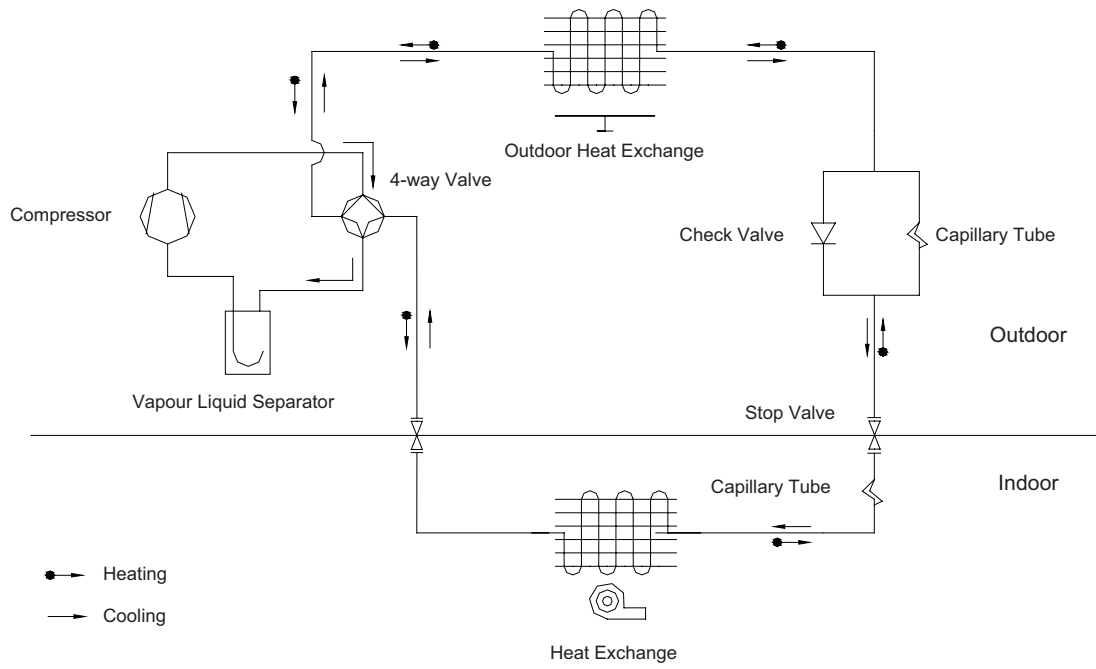 Outdoor Heat Exchange
4-way Valve
Compressor
Check Valve
Capillary Tube
Outdoor
Vapour Liquid Separator
Stop Valve
Capillary Tube
Indoor
Heating
Cooling
Heat Exchange